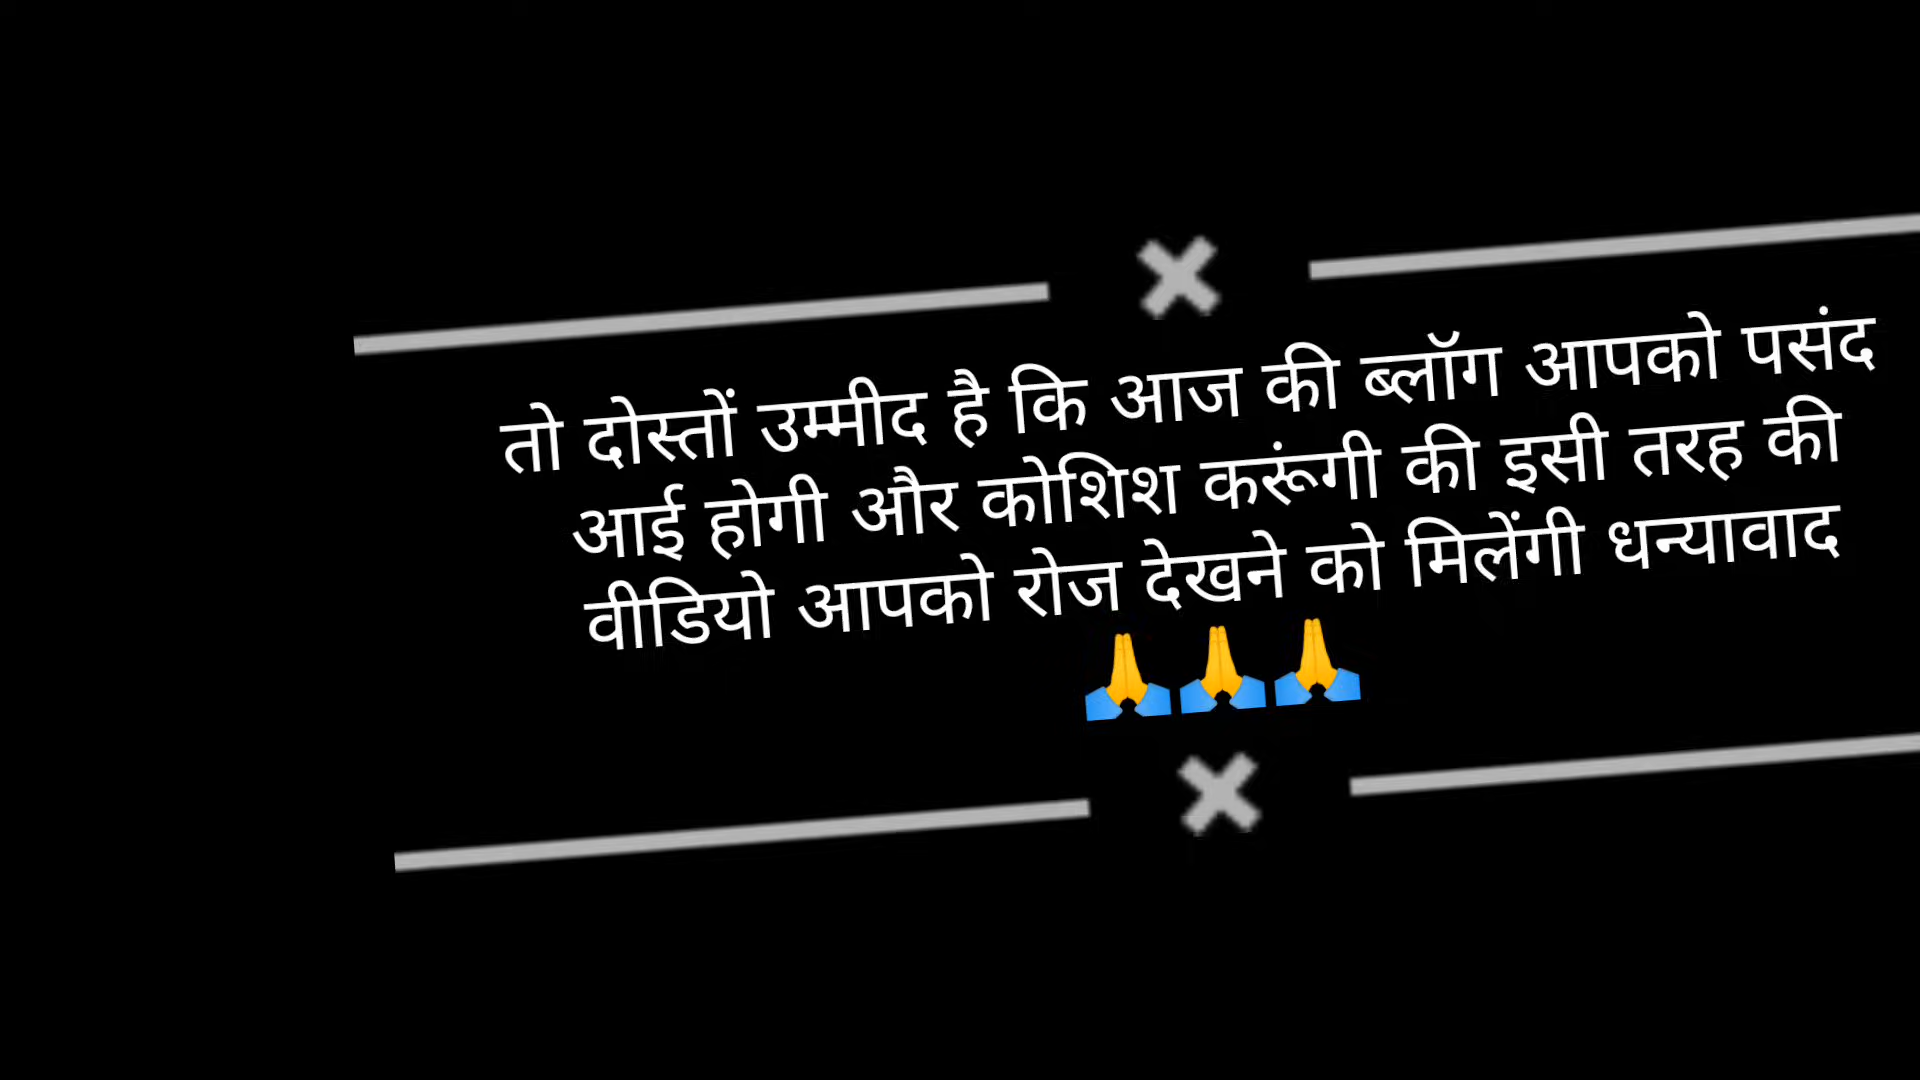 तो दोस्तों उम्मीद है कि आज की ब्लॉग आपको पसंद
आई होगी और कोशिश करूंगी की इसी तरह की
वीडियो आपको रोज देखने को मिलेंगी धन्यावाद
🙏🙏🙏